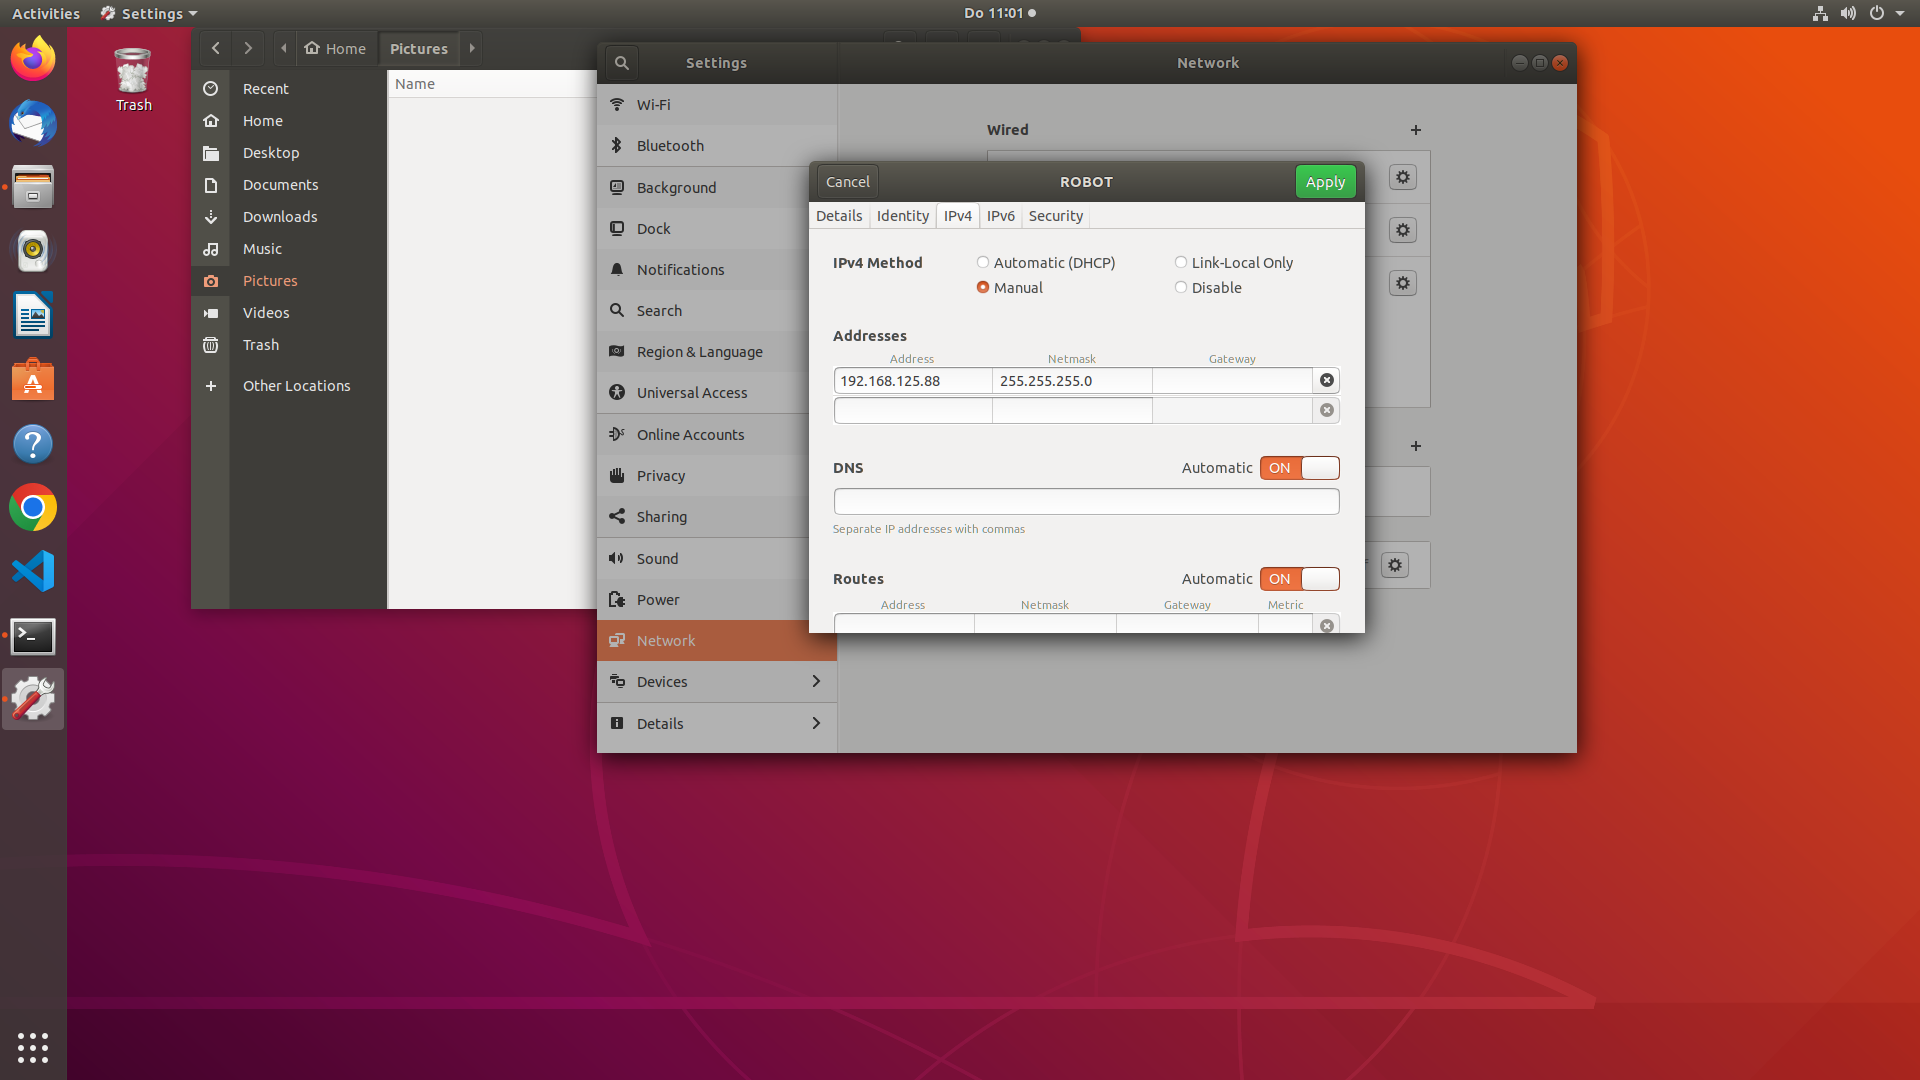 Activities
Settings
Do 11:01
Trash
Home
Pictures
Recent
Home
Desktop
Documents
Downloads
Music
Pictures
Videos
Trash
Other Locations
Name
Settings
Network
Wi-Fi
Bluetooth
Background
Dock
Notifications
Search
Region & Language
Universal Access
Online Accounts
Privacy
Sharing
Sound
Power
Network
Devices
Details
Wired
Cancel
ROBOT
Apply
Details
Identity
IPv4
IPv6
Security
IPv4 Method
Automatic (DHCP)
Link-Local Only
Manual
Disable
Addresses
Address
Netmask
Gateway
192.168.125.88
255.255.255.0
DNS
Automatic
ON
Separate IP addresses with commas
Routes
Automatic
ON
Address
Netmask
Gateway
Metric